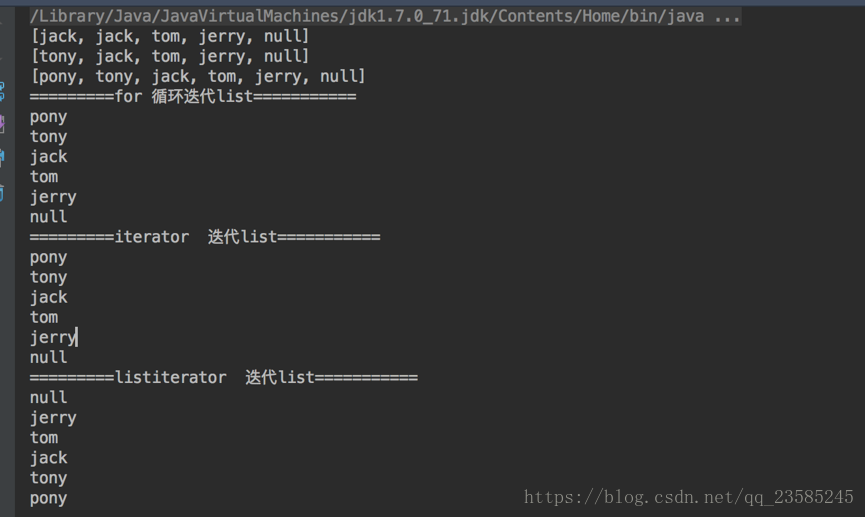 /Library/Java/JavaVirtualMachines/jdk1.7.0_71.jdk/Contents/Home/bin/java ...
[jack, jack, tom, jerry, null]
[tony, jack, tom, jerry, null]
[pony, tony, jack, tom, jerry, null]
=========for 循环迭代list===========
pony
tony
jack
tom
jerry
null
=========iterator  迭代list===========
pony
tony
jack
tom
jerry
null
=========listiterator  迭代list===========
null
jerry
tom
jack
tony
pony
https://blog.csdn.net/qq_23585245